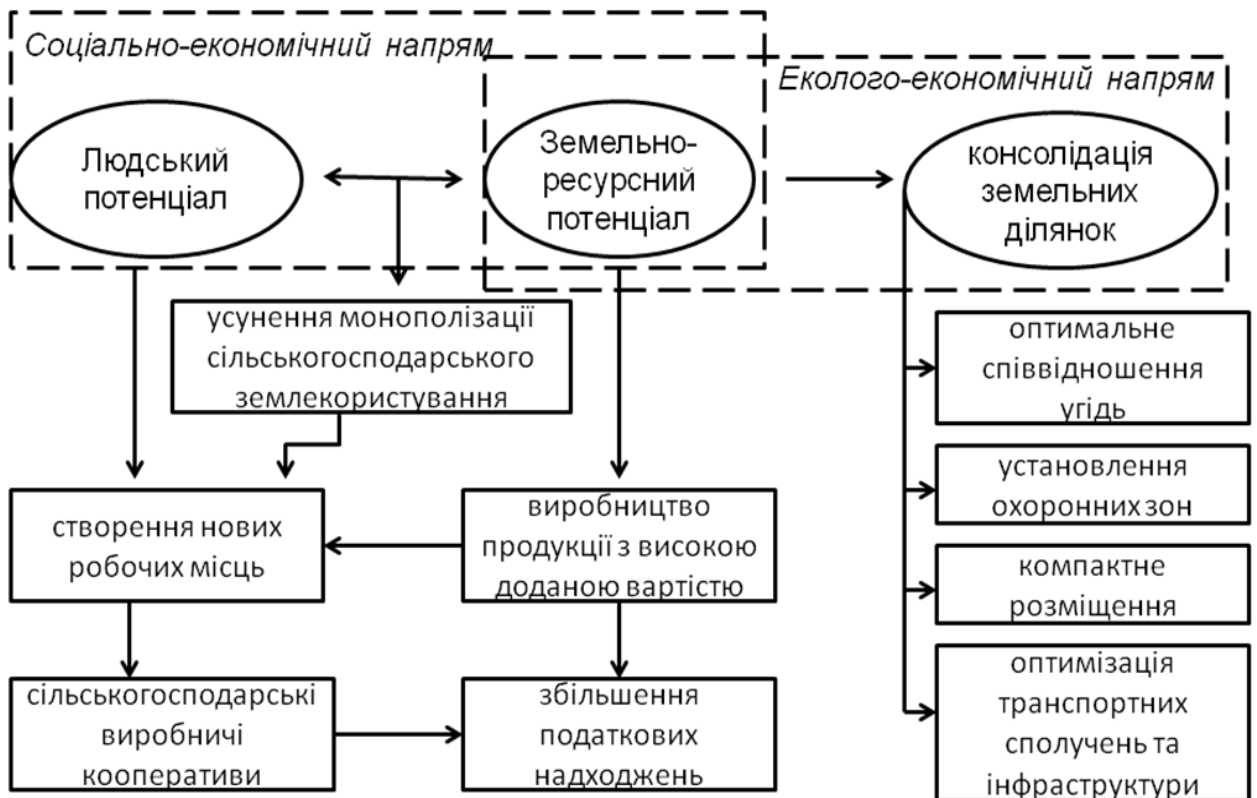 Соціально-економічний напрям
Еколого-економічний напрям
Людський
потенціал
Земельно-
ресурсний
потенціал
консолідація
земельних
ділянок
усунення монополізації
сільськогосподарського
землекористування
оптимальне
співвідношення
угідь
установлення
охоронних зон
створення нових
робочих місць
виробництво
продукції з високою
доданою вартістю
компактне
розміщення
сільськогосподарські
виробничі
кооперативи
збільшення
податкових
надходжень
оптимізація
транспортних
сполучень та
інфраструктури